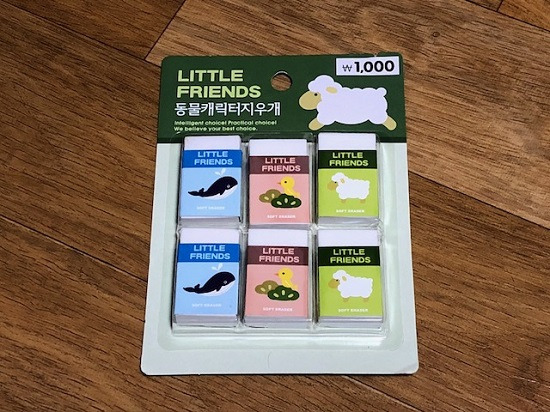 LITTLE
FRIENDS
동물캐릭터지우개
Intelligent choice! Practical choice!
We believe your best choice.
₩1,000
LITTLE
FRIENDS
SOFT ERASER
LITTLE
FRIENDS
SOFT ERASER
LITTLE
FRIENDS
SOFT ERASER
LITTLE
FRIENDS
SOFT ERASER
LITTLE
FRIENDS
SOFT ERASER
LITTLE
FRIENDS
SOFT ERASER